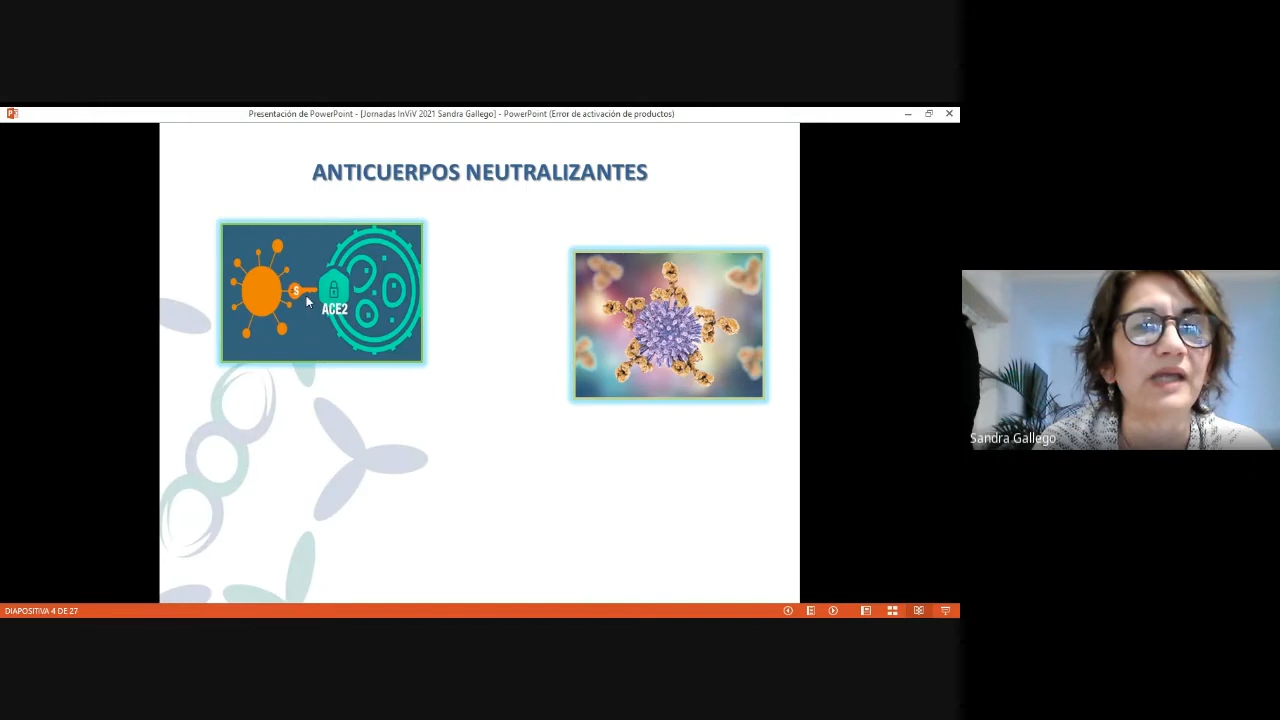 Presentación de PowerPoint - [Jornadas InViV 2021 Sandra Gallego] - PowerPoint (Error de activación de productos)
ANTICUERPOS NEUTRALIZANTES
S
ACE2
Sandra Gallego
DIAPOSITIVA 4 DE 27